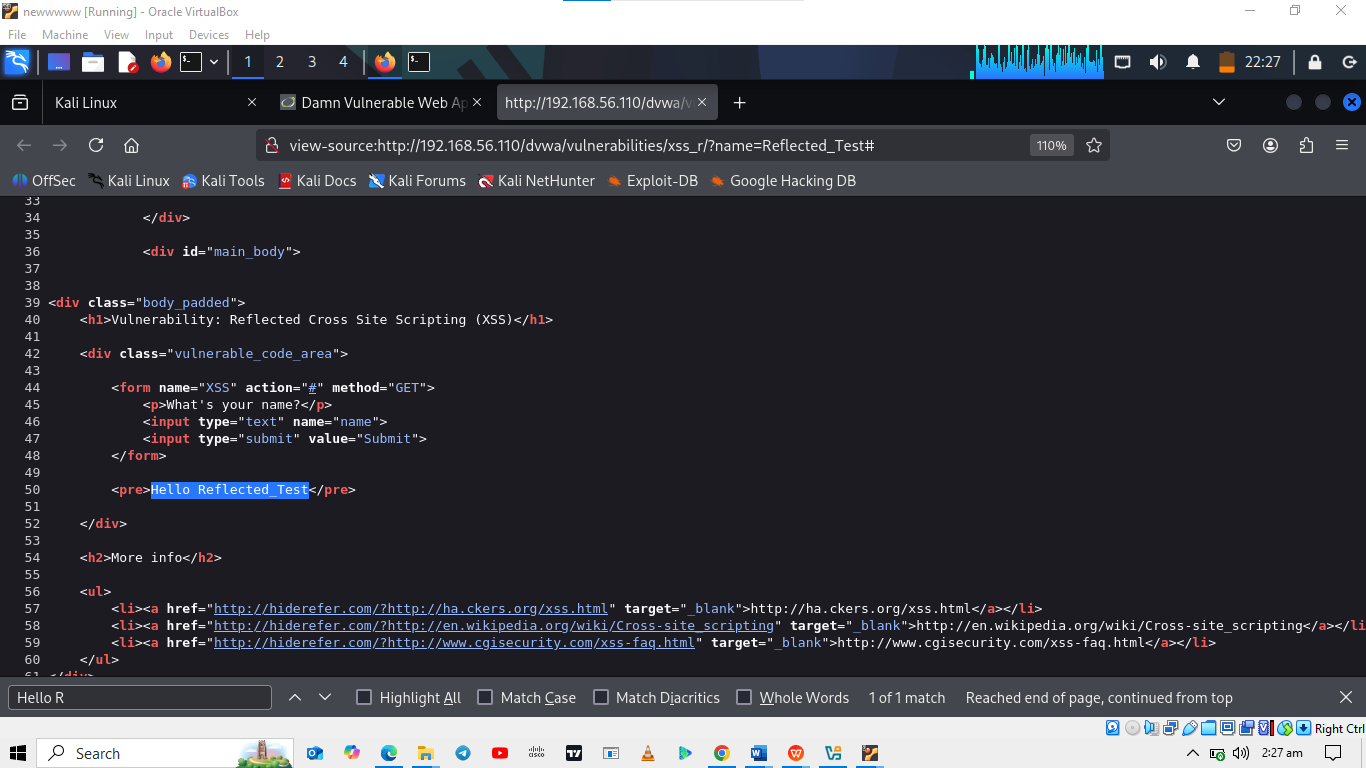 newwwww [Running] - Oracle VirtualBox
File Machine View Input Devices Help
1 2 3 4 22:27
Kali Linux Damn Vulnerable Web Ap http://192.168.56.110/dvwa/v
view-source:http://192.168.56.110/dvwa/vulnerabilities/xss_r/?name=Reflected_Test# 110%
OffSec Kali Linux Kali Tools Kali Docs Kali Forums Kali NetHunter Exploit-DB Google Hacking DB
33
34 </div>
35
36 <div id="main_body">
37
38
39 <div class="body_padded">
40 <h1>Vulnerability: Reflected Cross Site Scripting (XSS)</h1>
41
42 <div class="vulnerable_code_area">
43
44 <form name="XSS" action="#" method="GET">
45 <p>What's your name?</p>
46 <input type="text" name="name">
47 <input type="submit" value="Submit">
48 </form>
49
50 <pre>Hello Reflected_Test</pre>
51
52 </div>
53
54 <h2>More info</h2>
55
56 <ul>
57 <li><a href="http://hiderefer.com/?http://ha.ckers.org/xss.html" target="_blank">http://ha.ckers.org/xss.html</a></li>
58 <li><a href="http://hiderefer.com/?http://en.wikipedia.org/wiki/Cross-site_scripting" target="_blank">http://en.wikipedia.org/wiki/Cross-site_scripting</a></li
59 <li><a href="http://hiderefer.com/?http://www.cgisecurity.com/xss-faq.html" target="_blank">http://www.cgisecurity.com/xss-faq.html</a></li>
60 </ul>
61 </div>
Hello R Highlight All Match Case Match Diacritics Whole Words 1 of 1 match Reached end of page, continued from top
Right Ctrl
Search 2:27 am